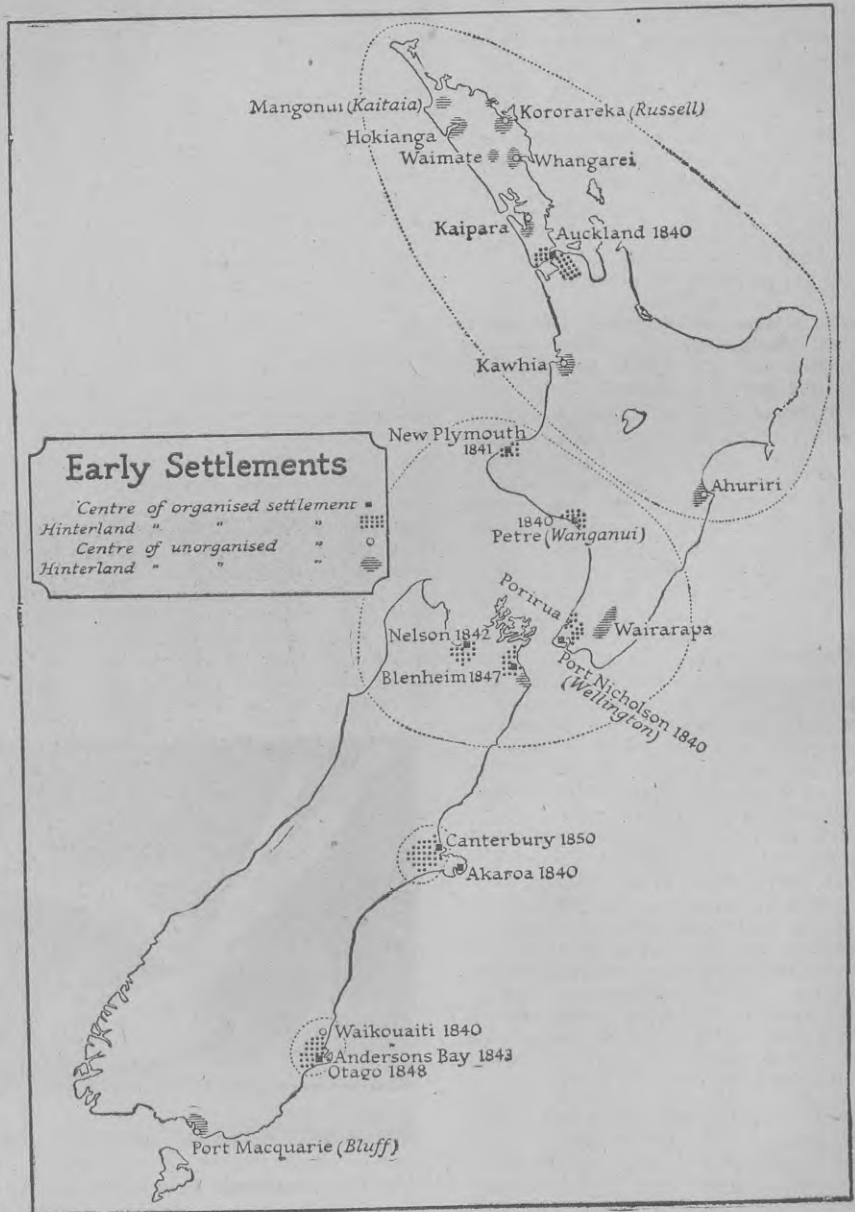 Mangonui (Kaitaia)
Kororareka (Russell)
Hokianga
Waimate
Whangarei
Kaipara
Auckland 1840
Kawhia
New Plymouth
1841
Early Settlements
Centre of organised settlement
Hinterland " " "
Centre of unorganised "
Hinterland " " "
Ahuriri
1840
Petre (Wanganui)
Porirua
Wairarapa
Nelson 1842
Blenheim 1847
Port Nicholson 1840
(Wellington)
Canterbury 1850
Akaroa 1840
Waikouaiti 1840
Andersons Bay 1843
Otago 1848
Port Macquarie (Bluff)